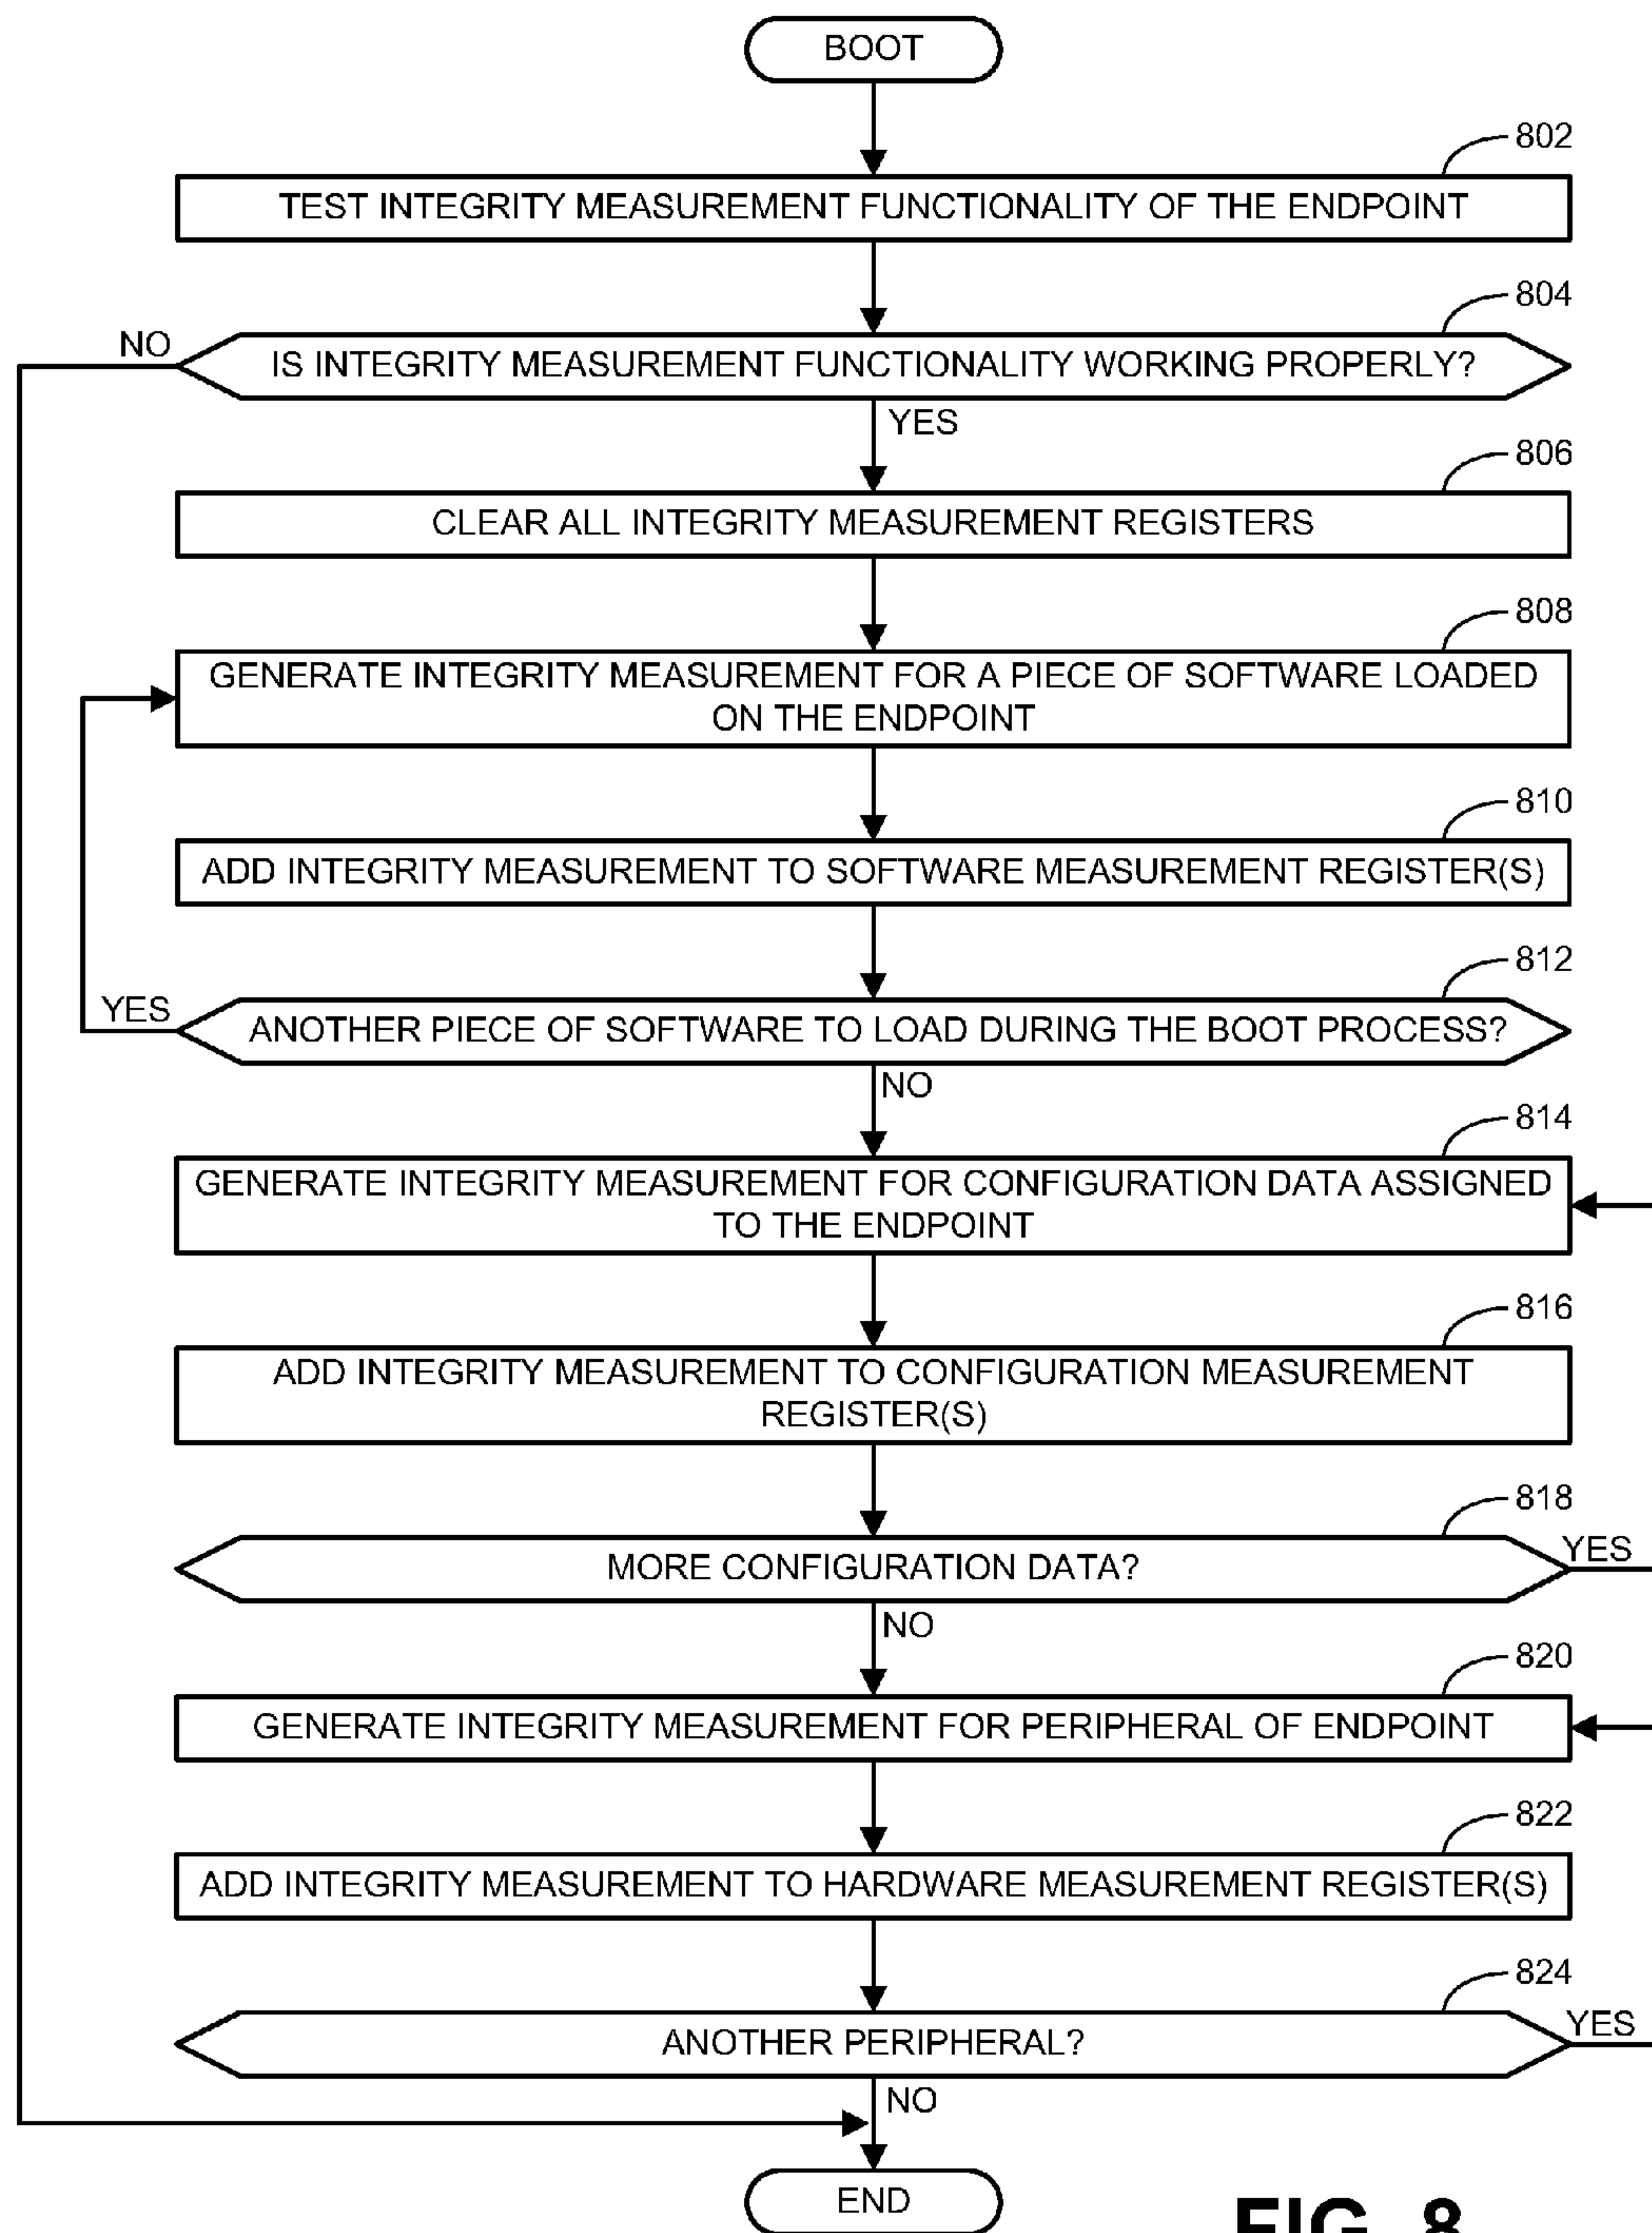 BOOT
802
TEST INTEGRITY MEASUREMENT FUNCTIONALITY OF THE ENDPOINT
804
NO
IS INTEGRITY MEASUREMENT FUNCTIONALITY WORKING PROPERLY?
YES
806
CLEAR ALL INTEGRITY MEASUREMENT REGISTERS
808
GENERATE INTEGRITY MEASUREMENT FOR A PIECE OF SOFTWARE LOADED
ON THE ENDPOINT
810
ADD INTEGRITY MEASUREMENT TO SOFTWARE MEASUREMENT REGISTER(S)
812
YES
ANOTHER PIECE OF SOFTWARE TO LOAD DURING THE BOOT PROCESS?
NO
814
GENERATE INTEGRITY MEASUREMENT FOR CONFIGURATION DATA ASSIGNED
TO THE ENDPOINT
816
ADD INTEGRITY MEASUREMENT TO CONFIGURATION MEASUREMENT
REGISTER(S)
818
MORE CONFIGURATION DATA?
YES
NO
820
GENERATE INTEGRITY MEASUREMENT FOR PERIPHERAL OF ENDPOINT
822
ADD INTEGRITY MEASUREMENT TO HARDWARE MEASUREMENT REGISTER(S)
824
ANOTHER PERIPHERAL?
YES
NO
END
FIG. 8